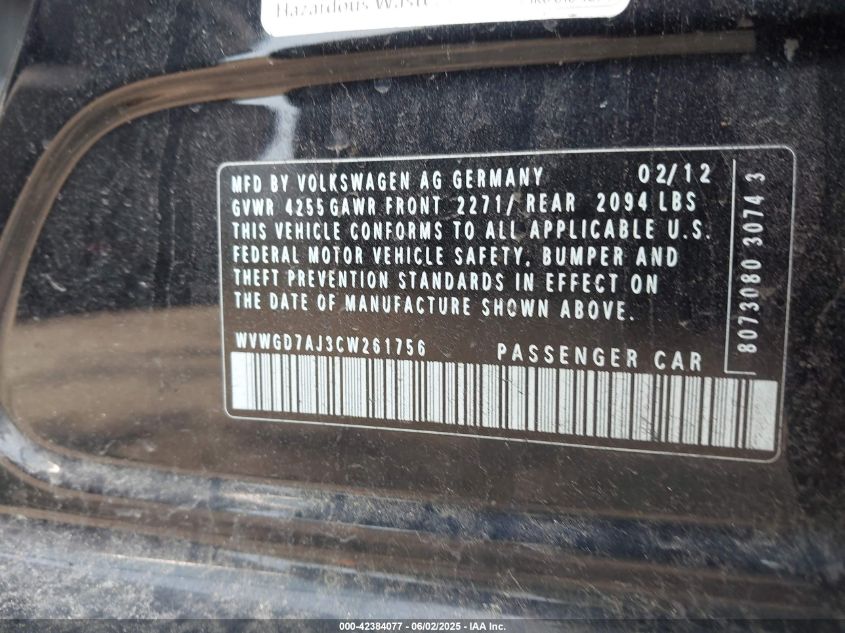 Hazardous Waste
MFD BY VOLKSWAGEN AG GERMANY 02/12
GVWR 4255 GAWR FRONT 2271/ REAR 2094 LBS
THIS VEHICLE CONFORMS TO ALL APPLICABLE U.S.
FEDERAL MOTOR VEHICLE SAFETY, BUMPER AND
THEFT PREVENTION STANDARDS IN EFFECT ON
THE DATE OF MANUFACTURE SHOWN ABOVE.
WVWGD7AJ3CW261756 PASSENGER CAR
8073080 3074 3
000-42384077 - 06/02/2025 - IAA Inc.